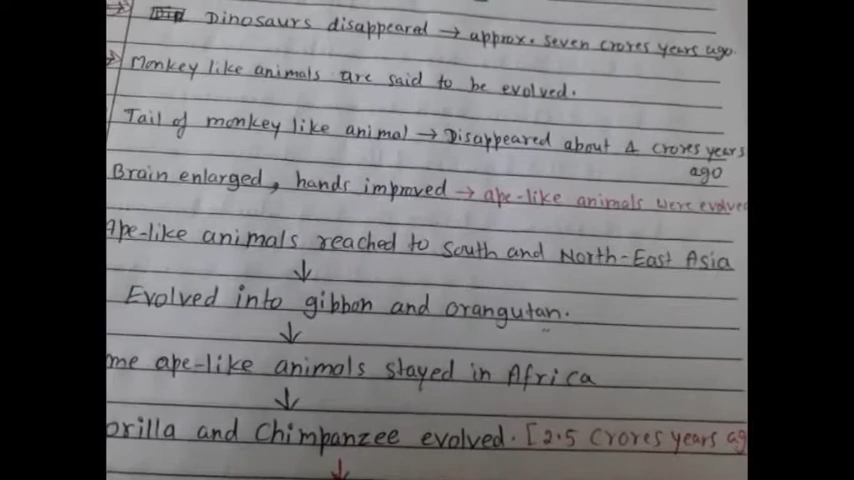 Dinosaurs disappeared → approx. seven crores years ago.
→ Monkey like animals are said to be evolved.
Tail of monkey like animal → Disappeared about 4 crores years
ago
Brain enlarged, hands improved → ape-like animals were evolve
Ape-like animals reached to south and North-East Asia
↓
Evolved into gibbon and orangutan.
↓
me ape-like animals stayed in Africa
↓
orilla and Chimpanzee evolved. [2.5 crores years ag
↓